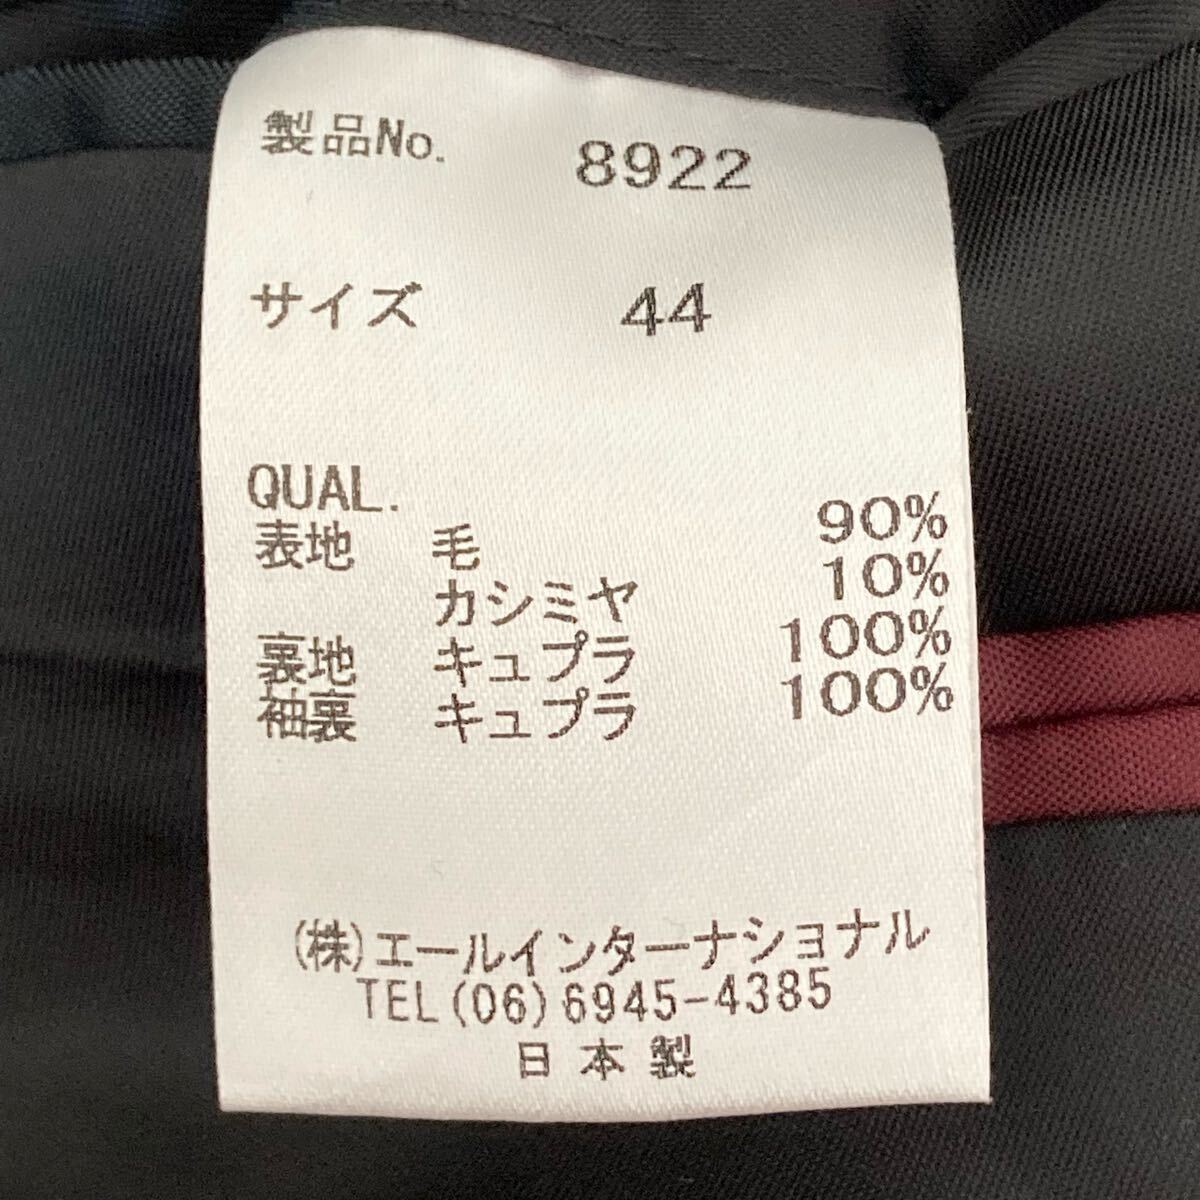 製品No. 8922
サイズ 44
QUAL.
表地 毛 90%
カシミヤ 10%
裏地 キュプラ 100%
袖裏 キュプラ 100%
(株)エールインターナショナル
TEL(06)6945-4385
日本製